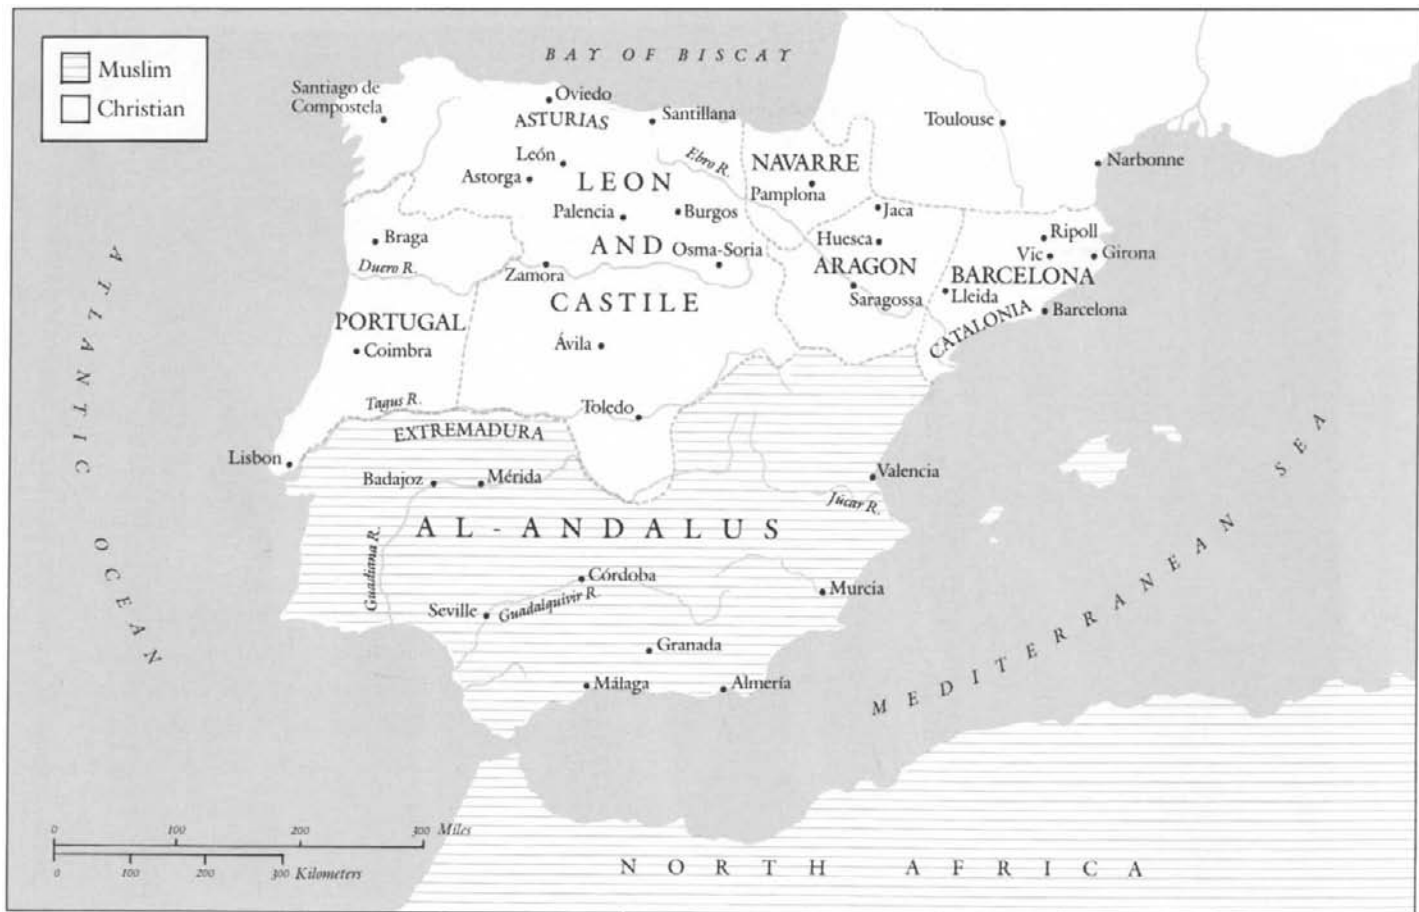 Muslim
Christian
BAY OF BISCAY
Santiago de
Compostela
Oviedo
ASTURIAS
Santillana
Toulouse
Narbonne
León
Astorga
LEON
Ebro R.
NAVARRE
Pamplona
Palencia
Burgos
Jaca
Braga
AND
Osma-Soria
Huesca
Ripoll
Vic
Girona
Duero R.
Zamora
ARAGON
BARCELONA
CASTILE
Saragossa
Lleida
PORTUGAL
CATALONIA
Barcelona
Coimbra
Ávila
Tagus R.
Toledo
EXTREMADURA
Lisbon
Badajoz
Mérida
Valencia
Júcar R.
AL-ANDALUS
Guadiana R.
Córdoba
Murcia
Seville
Guadalquivir R.
Granada
Málaga
Almería
ATLANTIC OCEAN
MEDITERRANEAN SEA
0 100 200 300 Miles
0 100 200 300 Kilometers
NORTH AFRICA